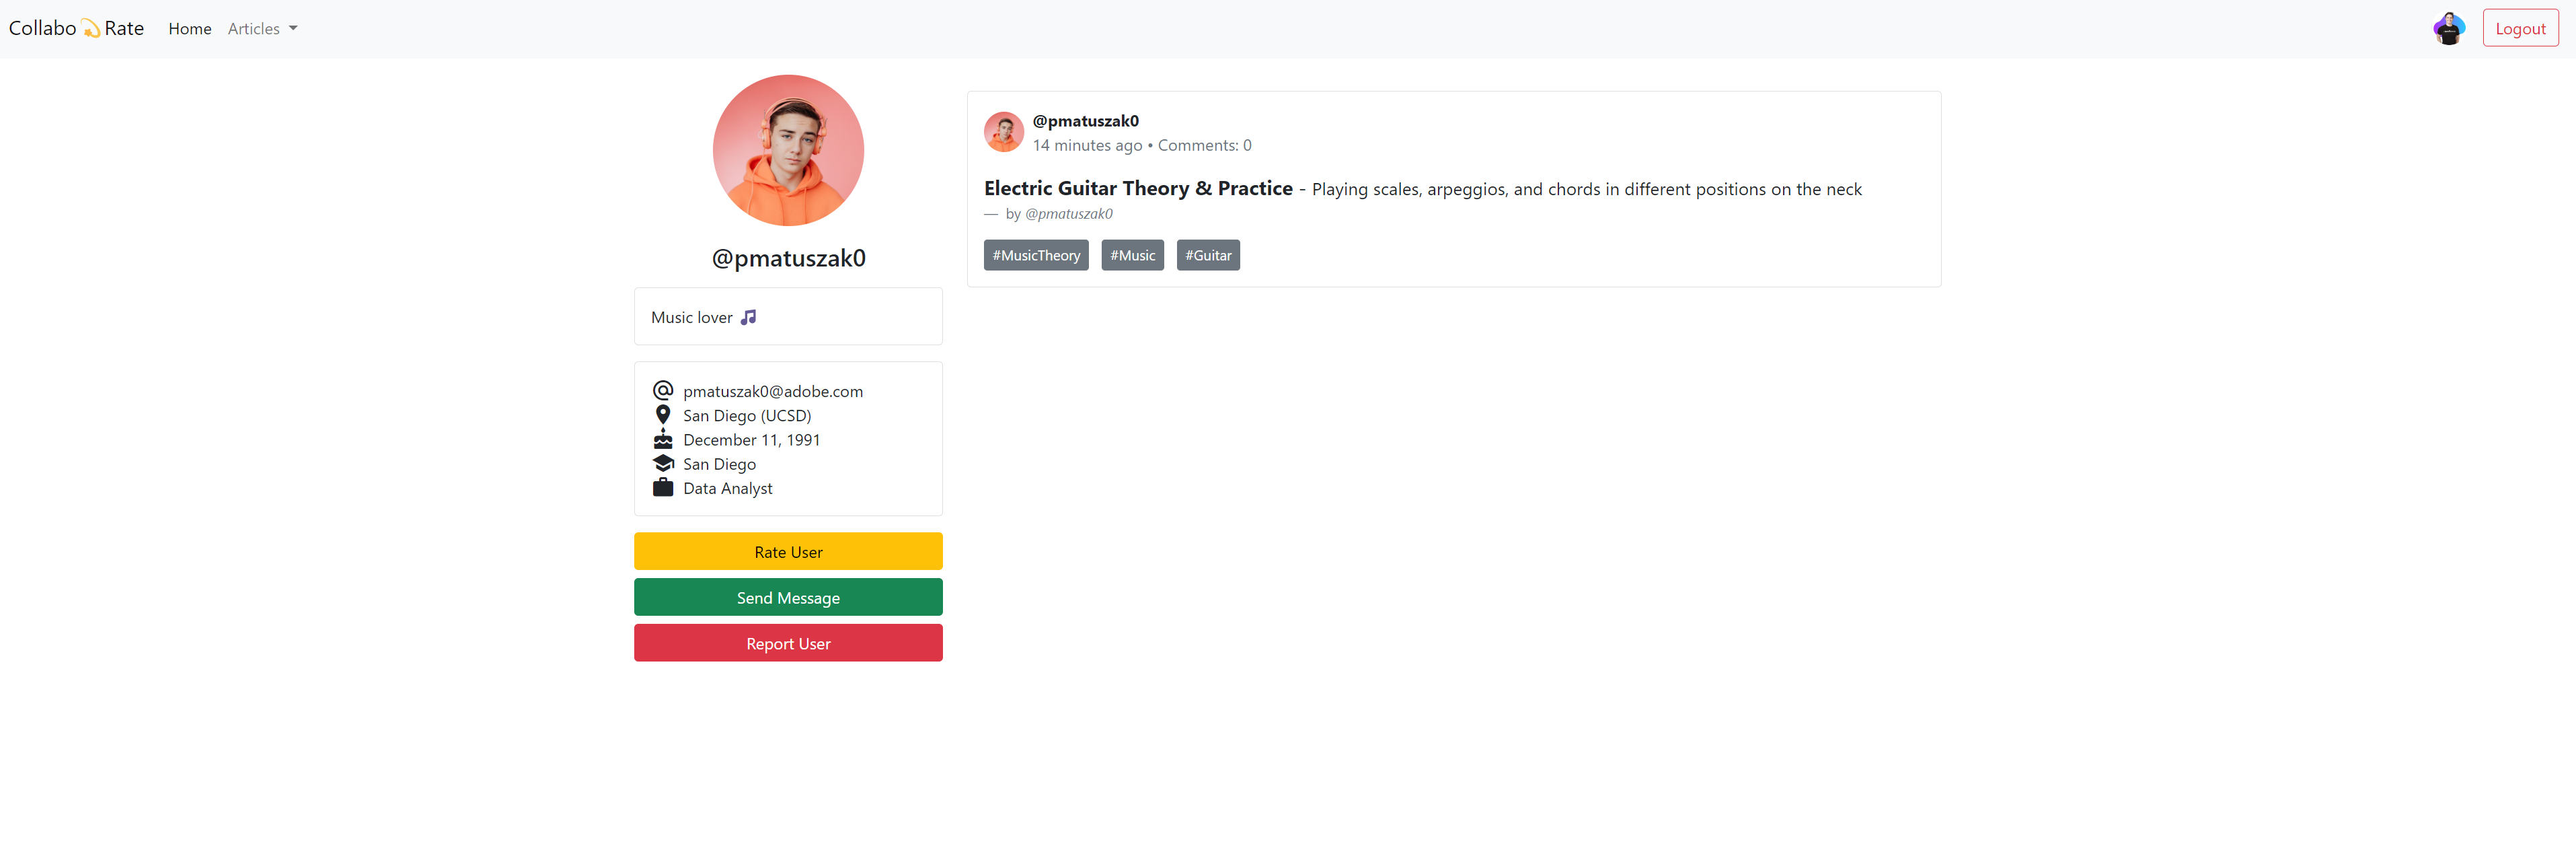 Collabo💫Rate Home Articles Logout
@pmatuszak0
Music lover 🎵
pmatuszak0@adobe.com
San Diego (UCSD)
December 11, 1991
San Diego
Data Analyst
Rate User
Send Message
Report User
@pmatuszak0
14 minutes ago • Comments: 0
Electric Guitar Theory & Practice - Playing scales, arpeggios, and chords in different positions on the neck
— by @pmatuszak0
#MusicTheory #Music #Guitar